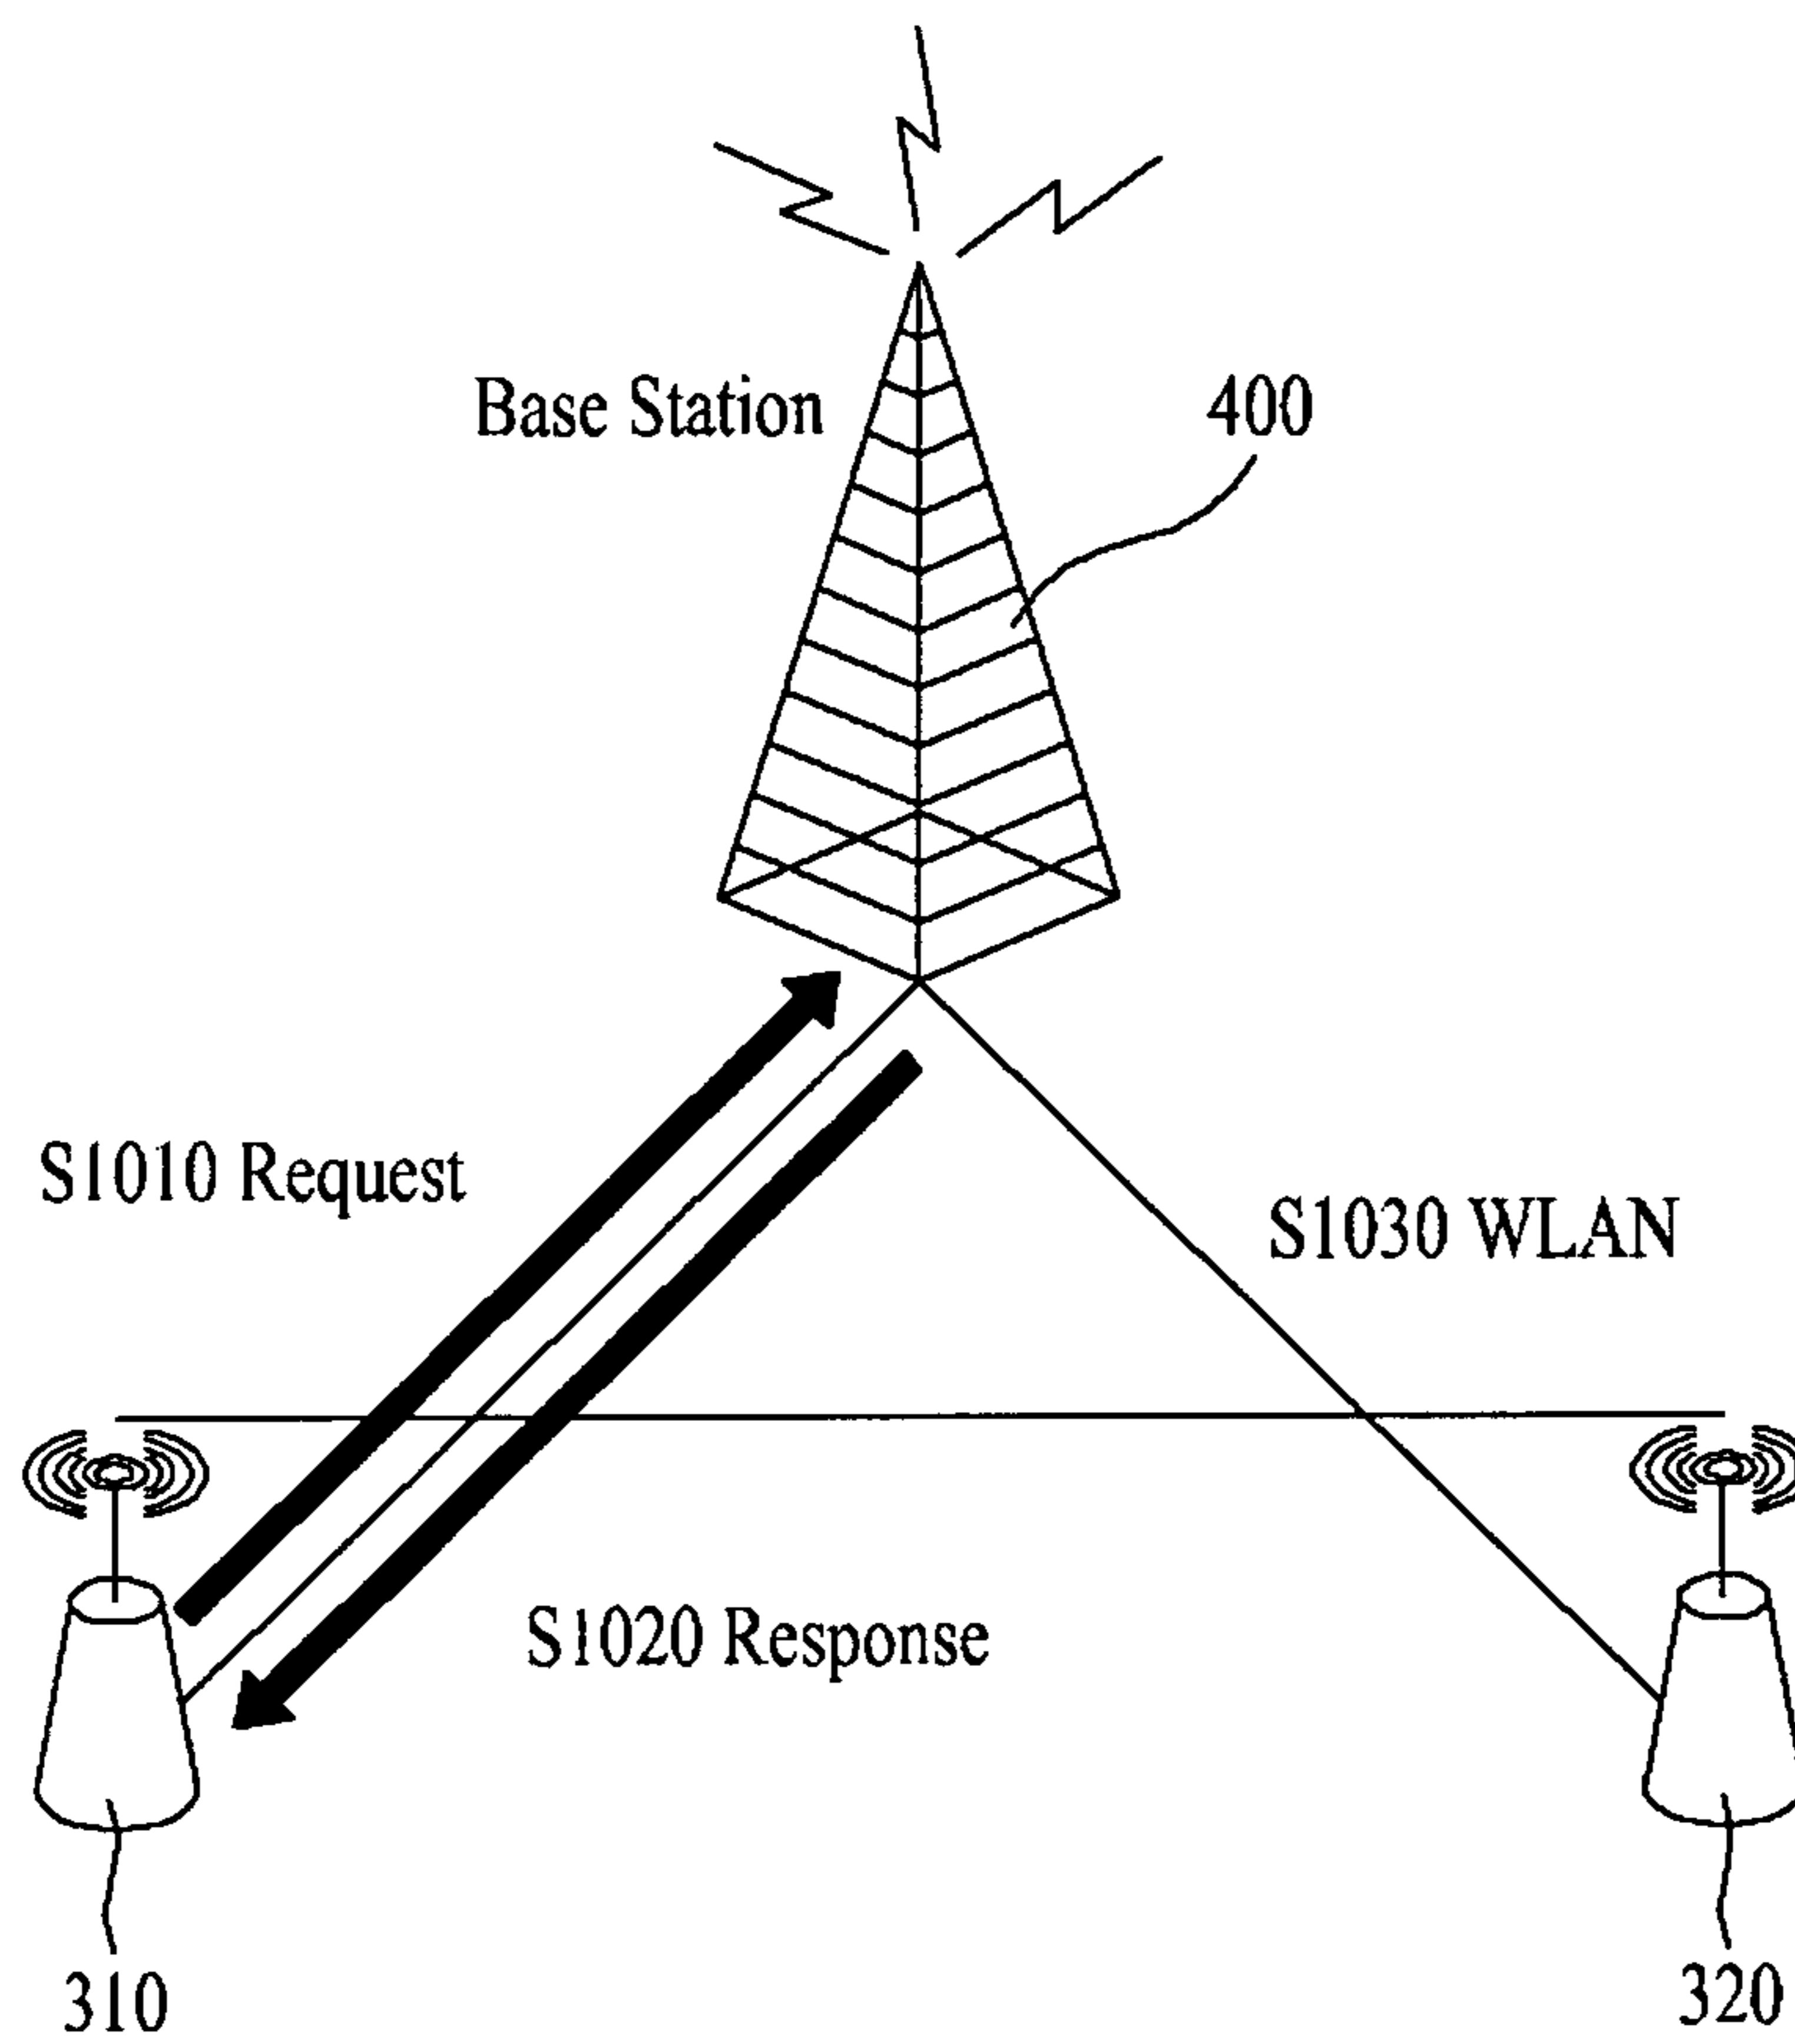 Base Station
400
S1010 Request
S1030 WLAN
S1020 Response
310
320